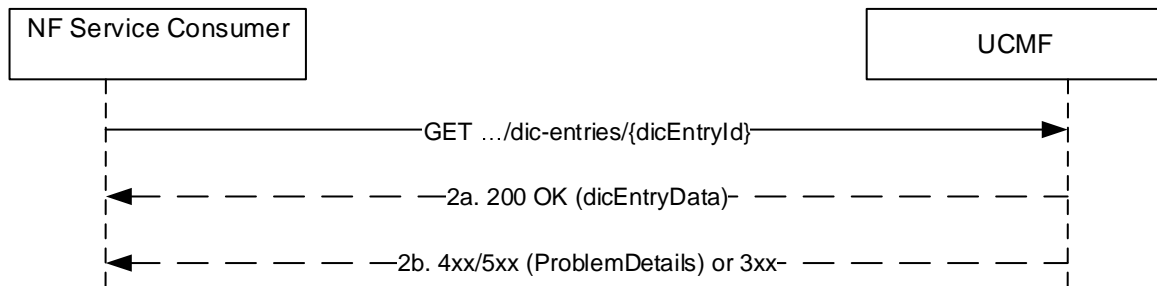 NF Service Consumer
UCMF
GET …/dic-entries/{dicEntryId}
2a. 200 OK (dicEntryData)
2b. 4xx/5xx (ProblemDetails) or 3xx